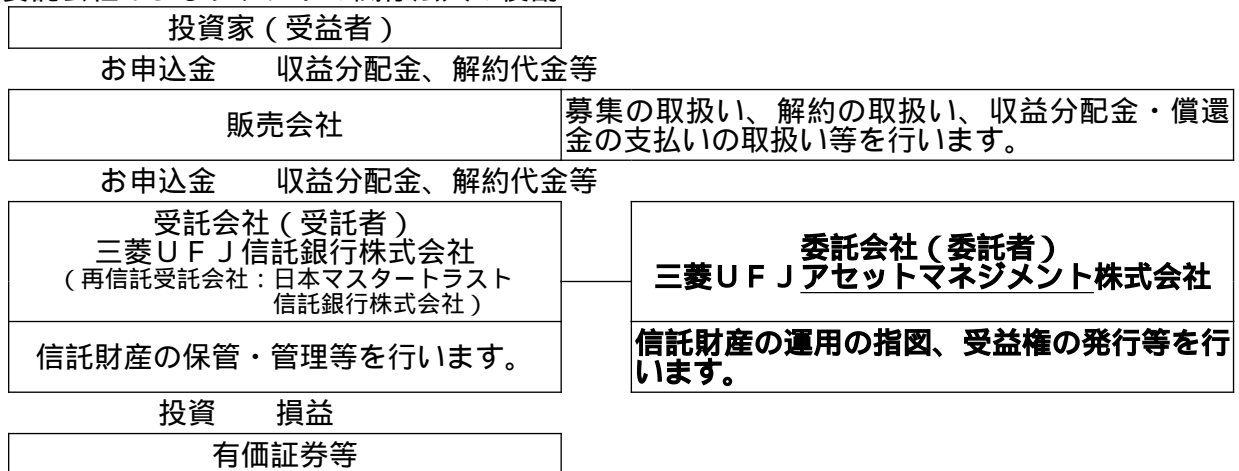 投資家（受益者）
お申込金　　収益分配金、解約代金等
販売会社
募集の取扱い、解約の取扱い、収益分配金・償還
金の支払いの取扱い等を行います。
お申込金　　収益分配金、解約代金等
受託会社（受託者）
三菱ＵＦＪ信託銀行株式会社
（再信託受託会社：日本マスタートラスト
信託銀行株式会社）
委託会社（委託者）
三菱ＵＦＪアセットマネジメント株式会社
信託財産の保管・管理等を行います。
信託財産の運用の指図、受益権の発行等を行
います。
投資　　損益
有価証券等